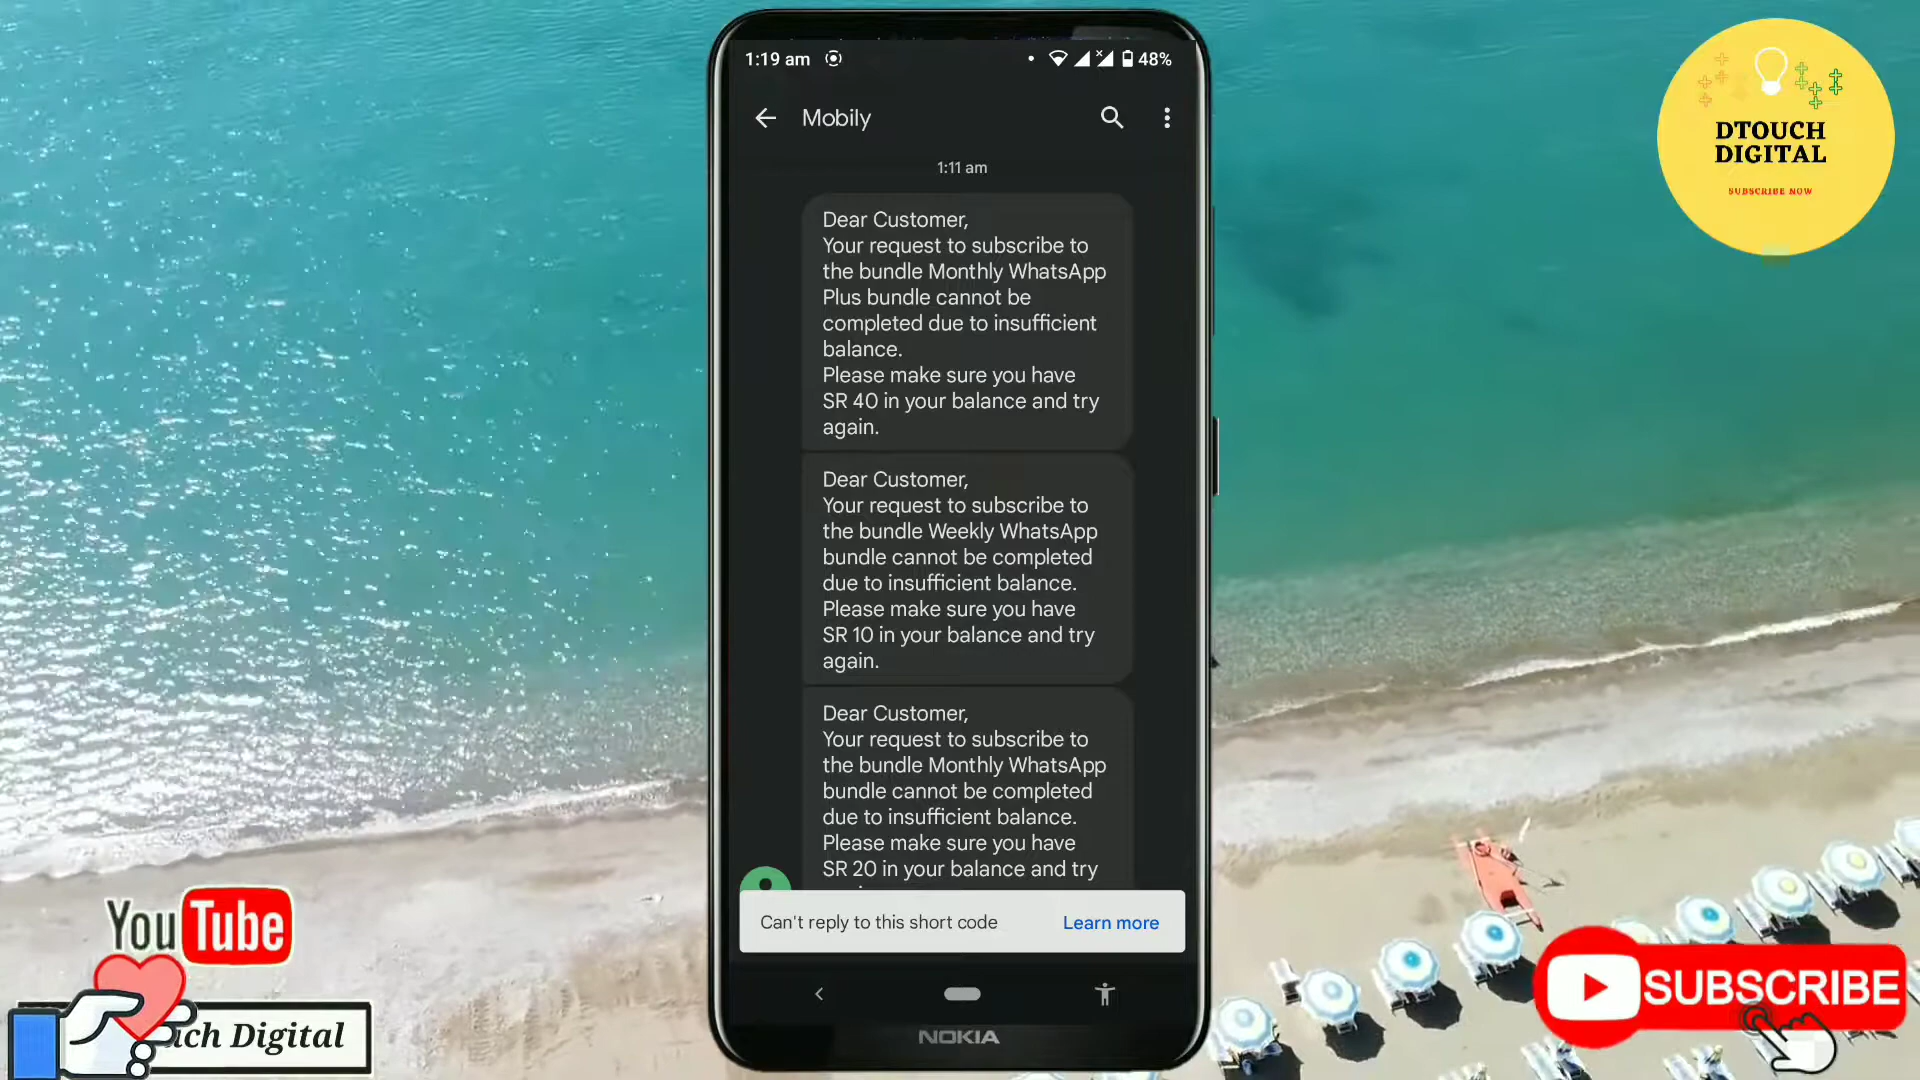 1:19 am
48%
Mobily
1:11 am
Dear Customer,
Your request to subscribe to
the bundle Monthly WhatsApp
Plus bundle cannot be
completed due to insufficient
balance.
Please make sure you have
SR 40 in your balance and try
again.
Dear Customer,
Your request to subscribe to
the bundle Weekly WhatsApp
bundle cannot be completed
due to insufficient balance.
Please make sure you have
SR 10 in your balance and try
again.
Dear Customer,
Your request to subscribe to
the bundle Monthly WhatsApp
bundle cannot be completed
due to insufficient balance.
Please make sure you have
SR 20 in your balance and try
Can't reply to this short code
Learn more
NOKIA
DTOUCH
DIGITAL
SUBSCRIBE NOW
YouTube
Digital
SUBSCRIBE